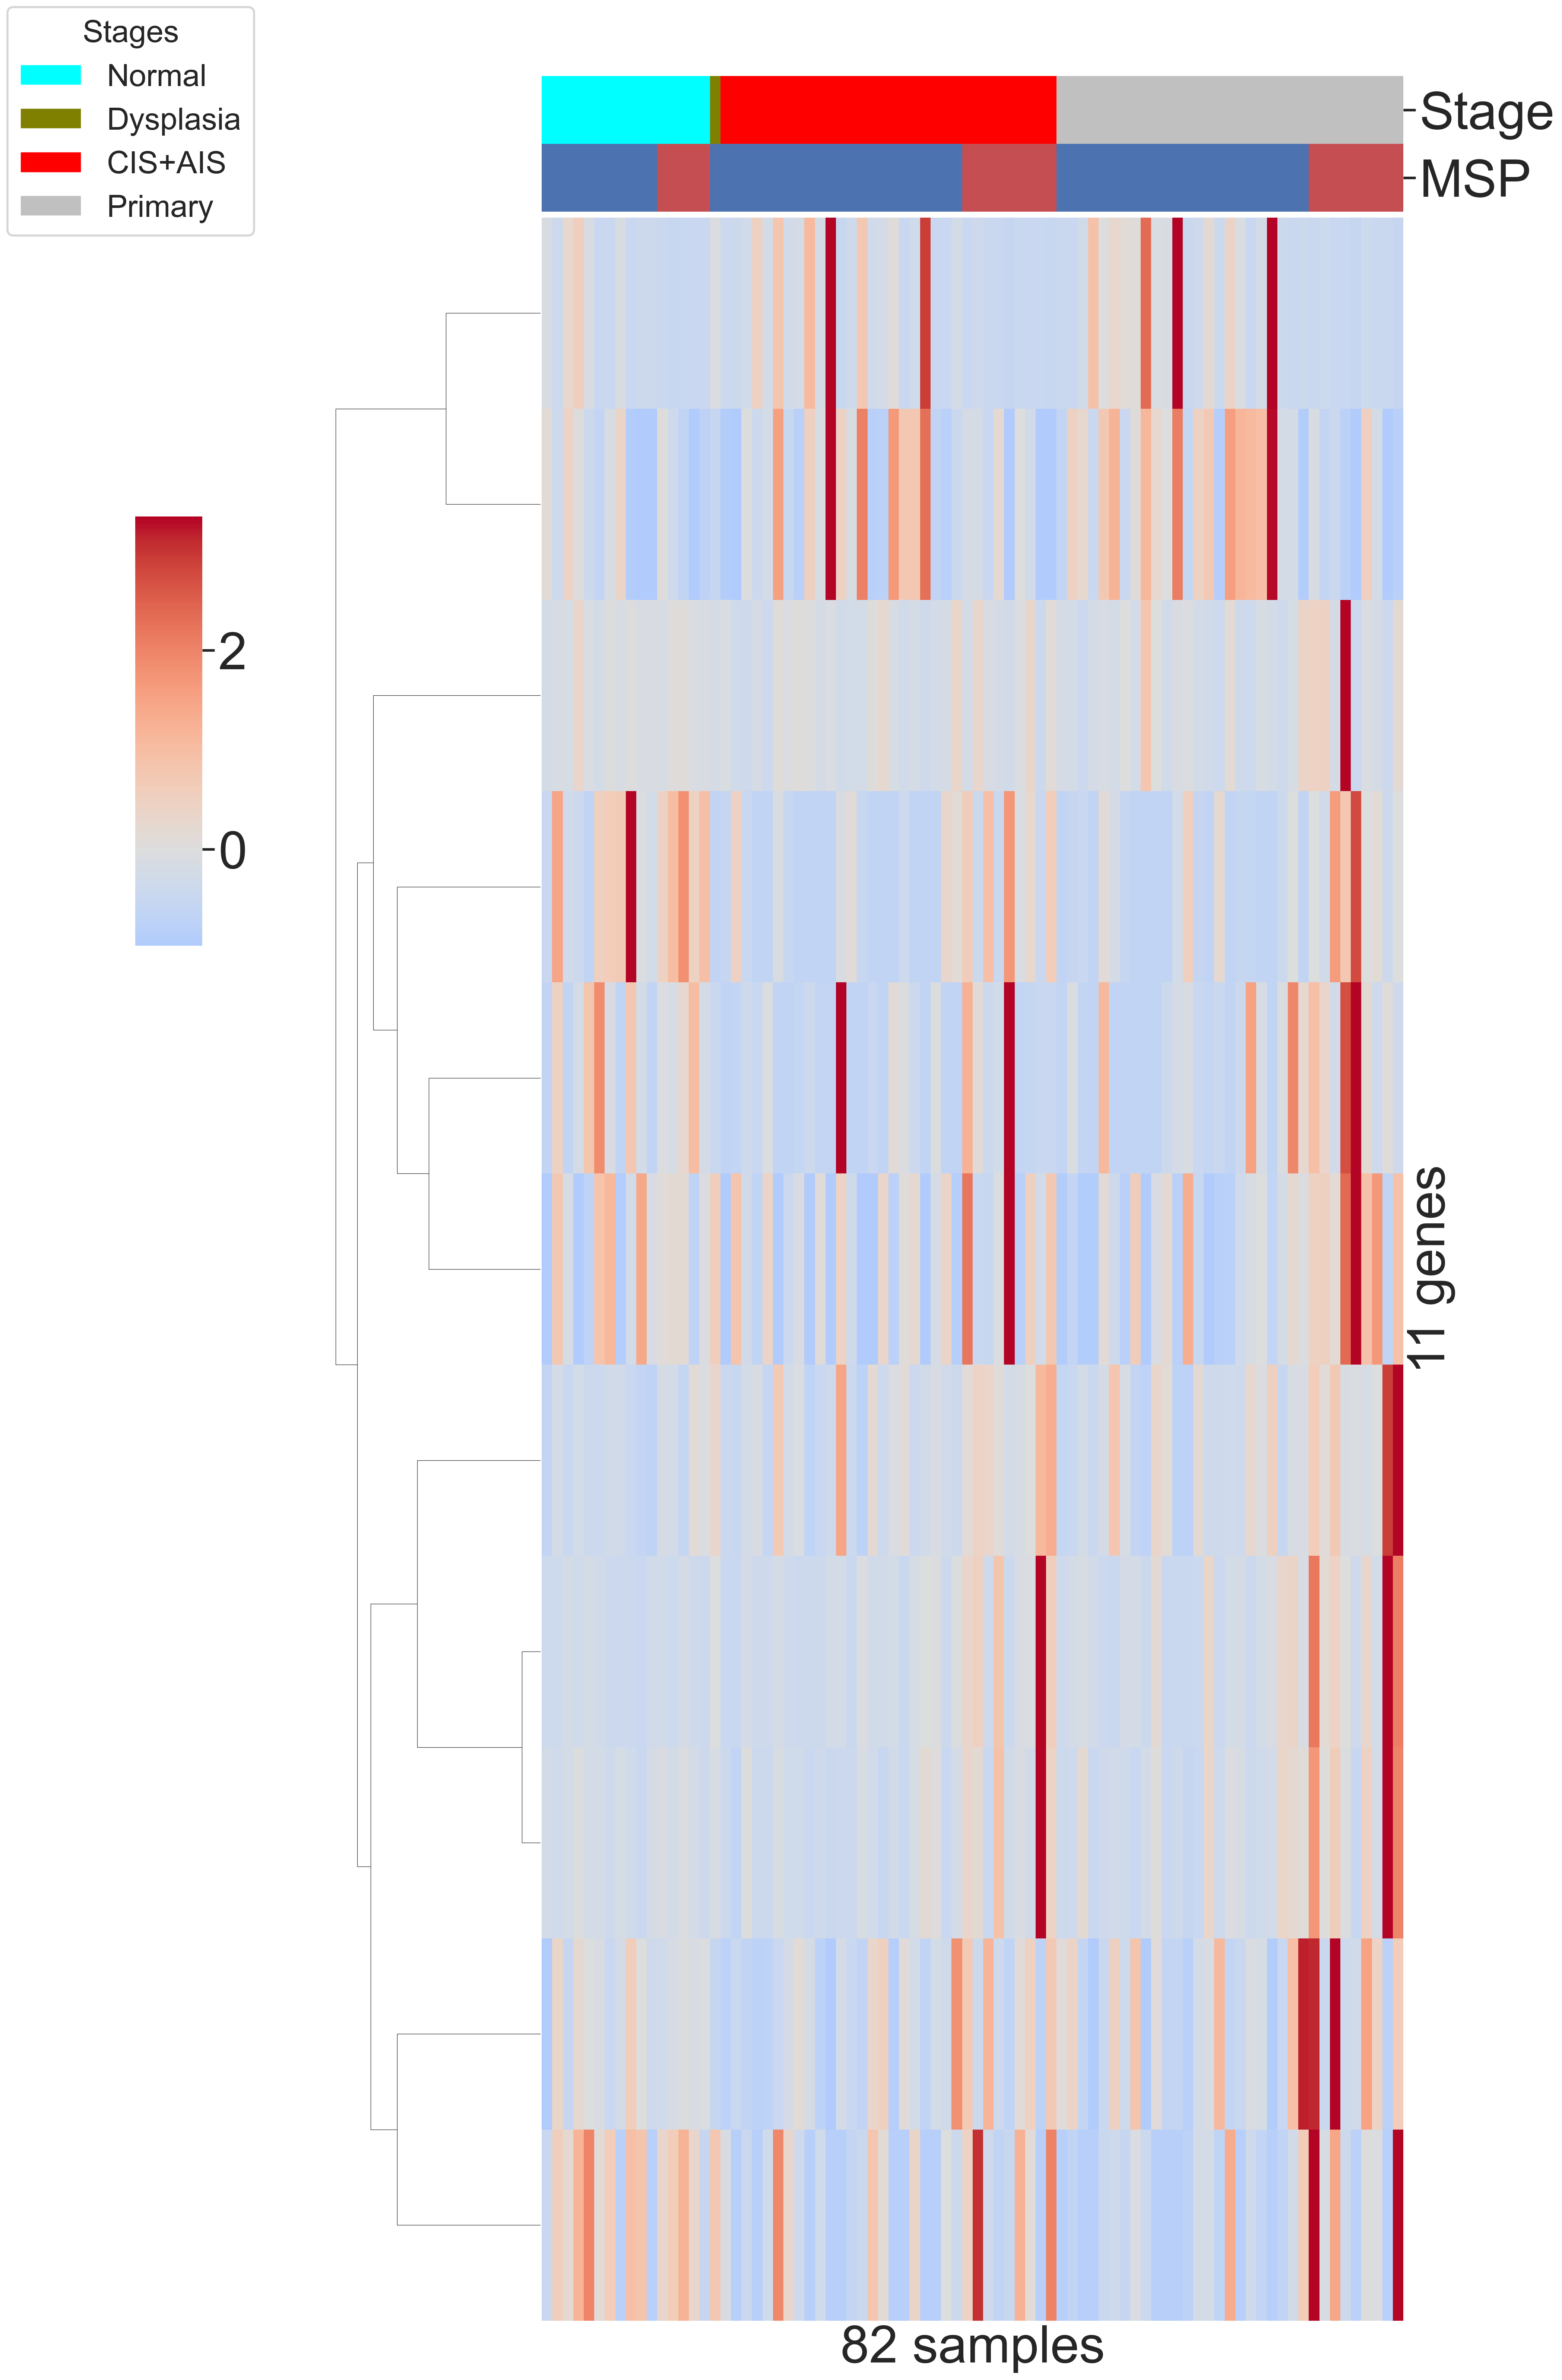 Stages
Normal
Dysplasia
CIS+AIS
Primary
Stage
MSP
2
0
11 genes
82 samples